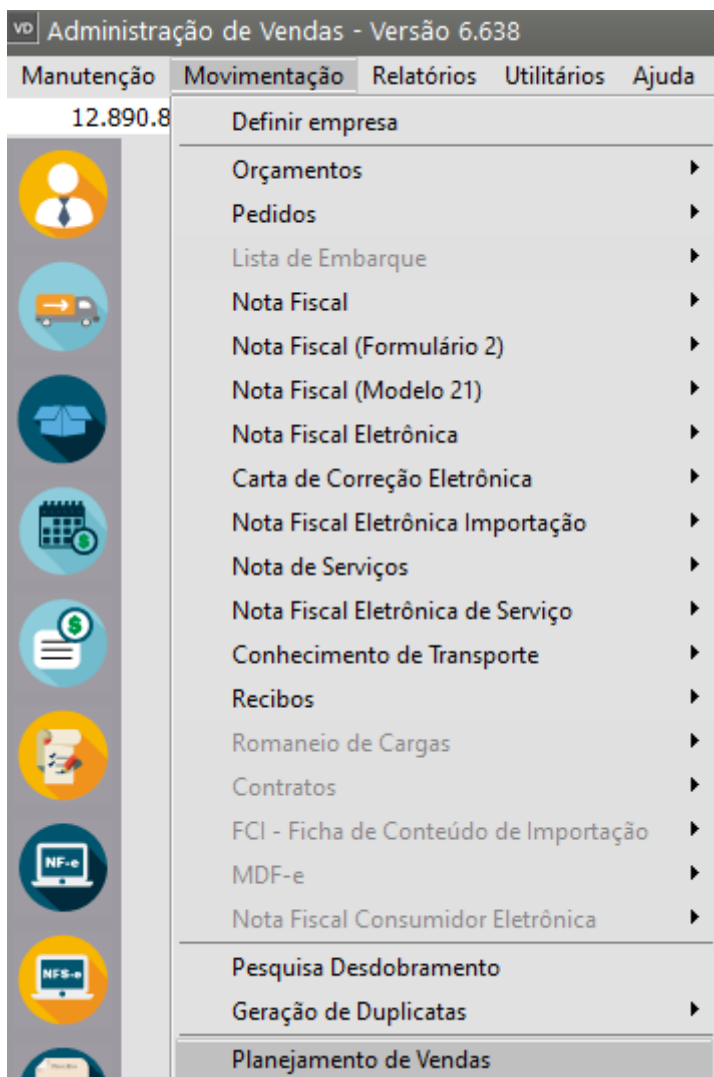 VD Administração de Vendas - Versão 6.638
Manutenção Movimentação Relatórios Utilitários Ajuda
12.890.8
Definir empresa
Orçamentos
Pedidos
Lista de Embarque
Nota Fiscal
Nota Fiscal (Formulário 2)
Nota Fiscal (Modelo 21)
Nota Fiscal Eletrônica
Carta de Correção Eletrônica
Nota Fiscal Eletrônica Importação
Nota de Serviços
Nota Fiscal Eletrônica de Serviço
Conhecimento de Transporte
Recibos
Romaneio de Cargas
Contratos
FCI - Ficha de Conteúdo de Importação
NF-e
MDF-e
Nota Fiscal Consumidor Eletrônica
NFS-e
Pesquisa Desdobramento
Geração de Duplicatas
Planejamento de Vendas